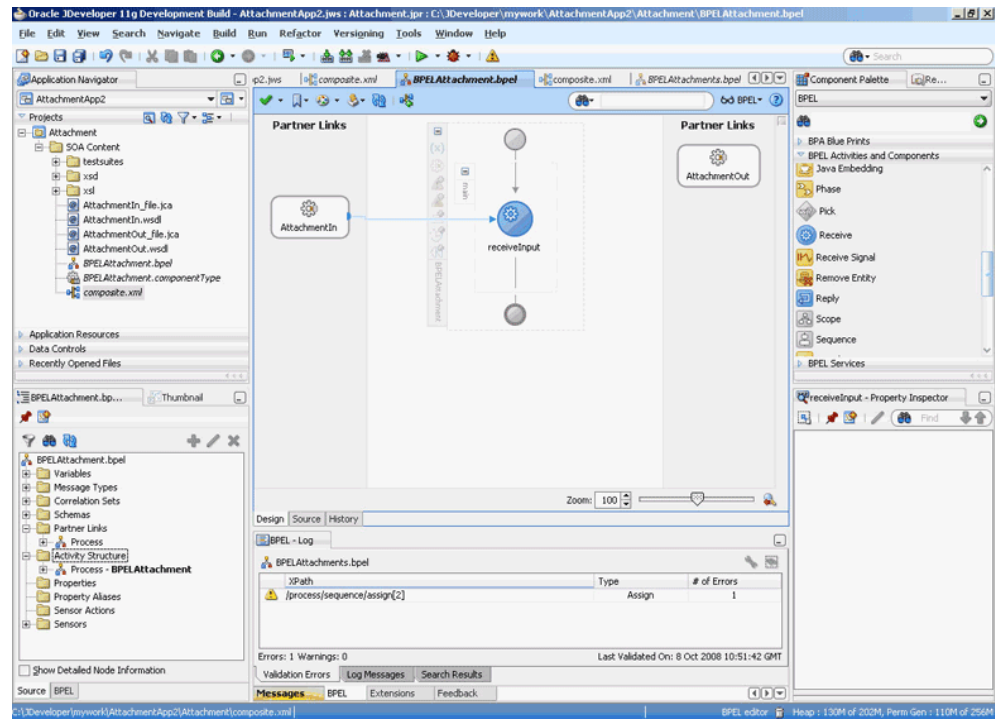 Oracle JDeveloper 11g Development Build - AttachmentApp2.jws : Attachment.jpr : C:\JDeveloper\mywork\AttachmentApp2\Attachment\BPELAttachment.bpel
File Edit View Search Navigate Build Run Refactor Versioning Tools Window Help
Search
Application Navigator
AttachmentApp2
Projects
Attachment
SOA Content
testsuites
xsd
xsl
AttachmentIn_file.jca
AttachmentIn.wsdl
AttachmentOut_file.jca
AttachmentOut.wsdl
BPELAttachment.bpel
BPELAttachment.componentType
composite.xml
Application Resources
Data Controls
Recently Opened Files
BPELAttachment.bp... Thumbnail
BPELAttachment.bpel
Variables
Message Types
Correlation Sets
Schemas
Partner Links
Process
Activity Structure
Process - BPELAttachment
Properties
Property Aliases
Sensor Actions
Sensors
Show Detailed Node Information
Source BPEL
p2.jws composite.xml BPELAttachment.bpel composite.xml BPELAttachments.bpel
BPEL
Partner Links
Partner Links
main
AttachmentOut
AttachmentIn
receiveInput
BPELAttachment
Zoom: 100
Design Source History
BPEL - Log
BPELAttachments.bpel
XPath Type # of Errors
/process/sequence/assign[2] Assign 1
Errors: 1 Warnings: 0 Last Validated On: 8 Oct 2008 10:51:42 GMT
Validation Errors Log Messages Search Results
Messages BPEL Extensions Feedback
Component Palette Re...
BPEL
BPA Blue Prints
BPEL Activities and Components
Java Embedding
Phase
Pick
Receive
Receive Signal
Remove Entity
Reply
Scope
Sequence
BPEL Services
receiveInput - Property Inspector
Find
C:\JDeveloper\mywork\AttachmentApp2\Attachment\composite.xml BPEL editor Heap : 130M of 202M, Perm Gen : 110M of 256M